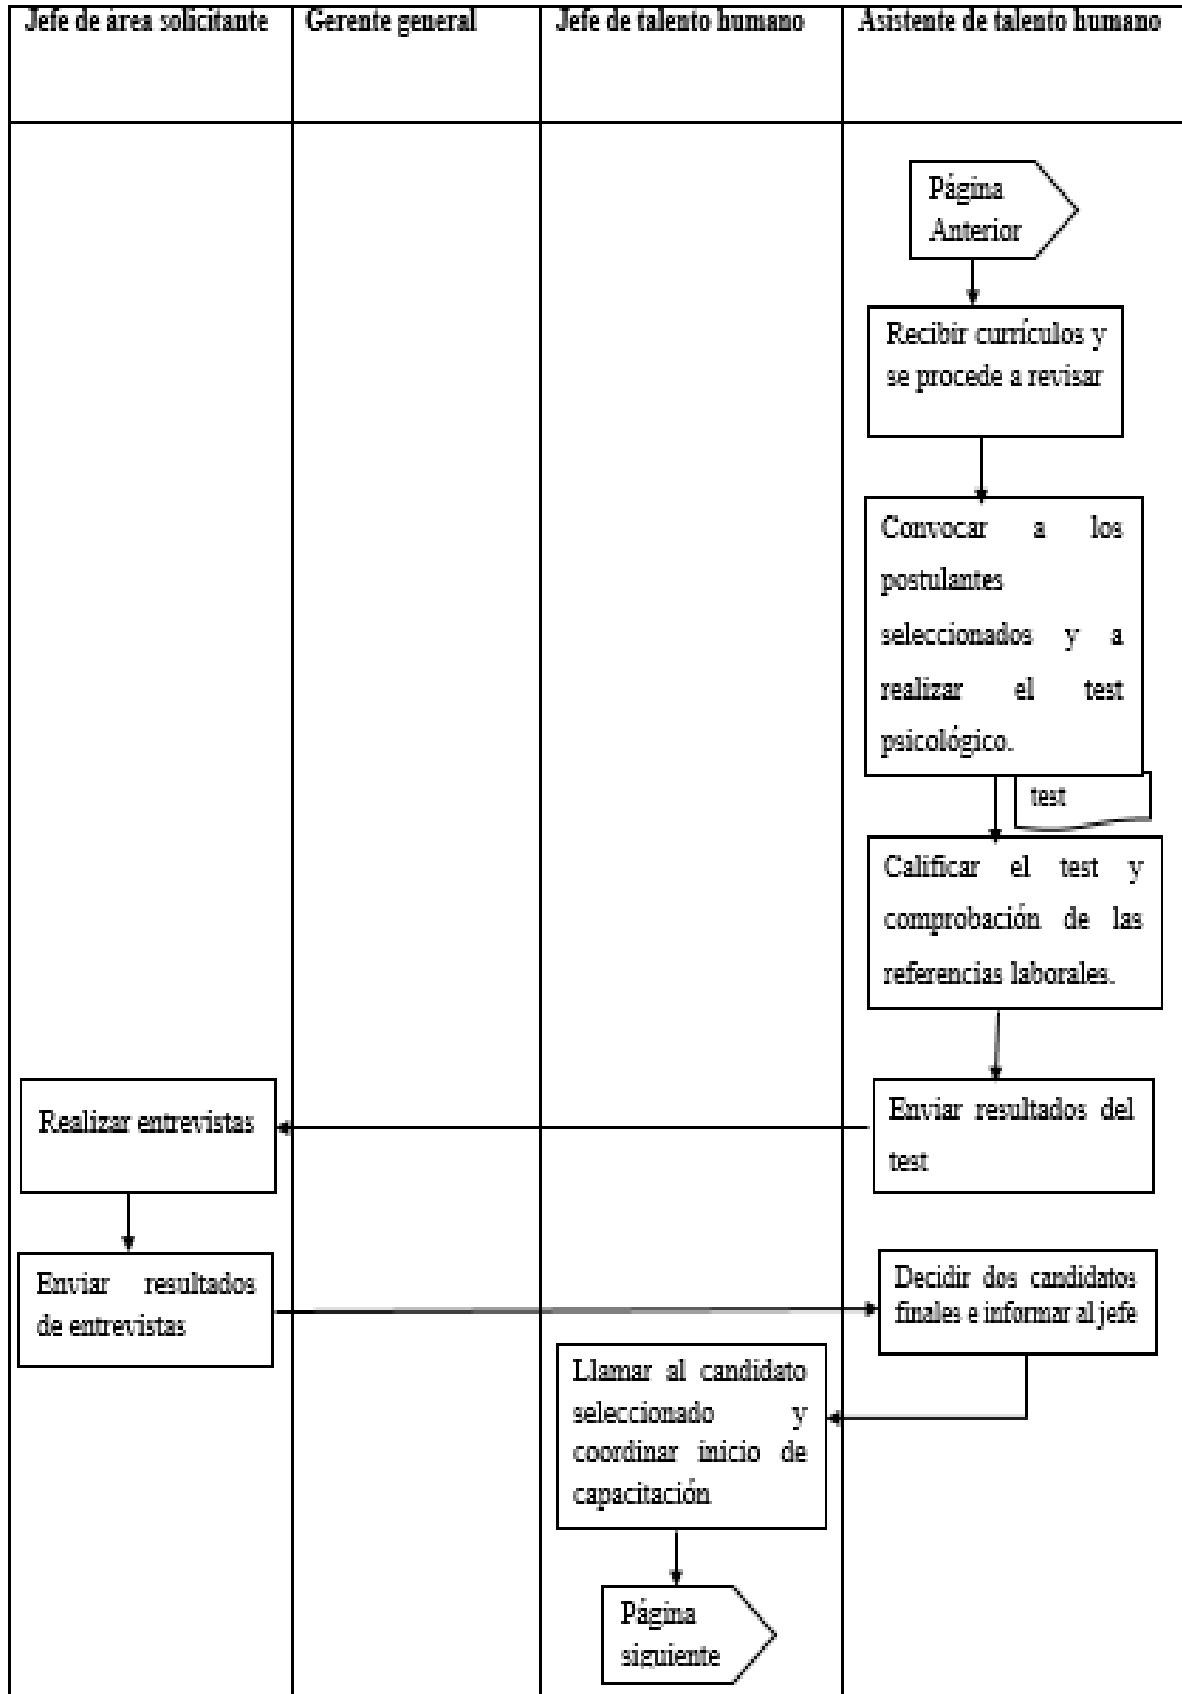 Jefe de área solicitante
Gerente general
Jefe de talento humano
Asistente de talento humano
Página
Anterior
Recibir currículos y
se procede a revisar
Convocar a los
postulantes
seleccionados y a
realizar el test
psicológico.
test
Calificar el test y
comprobación de las
referencias laborales.
Realizar entrevistas
Enviar resultados del
test
Enviar resultados
de entrevistas
Decidir dos candidatos
finales e informar al jefe
Llamar al candidato
seleccionado y
coordinar inicio de
capacitación
Página
siguiente